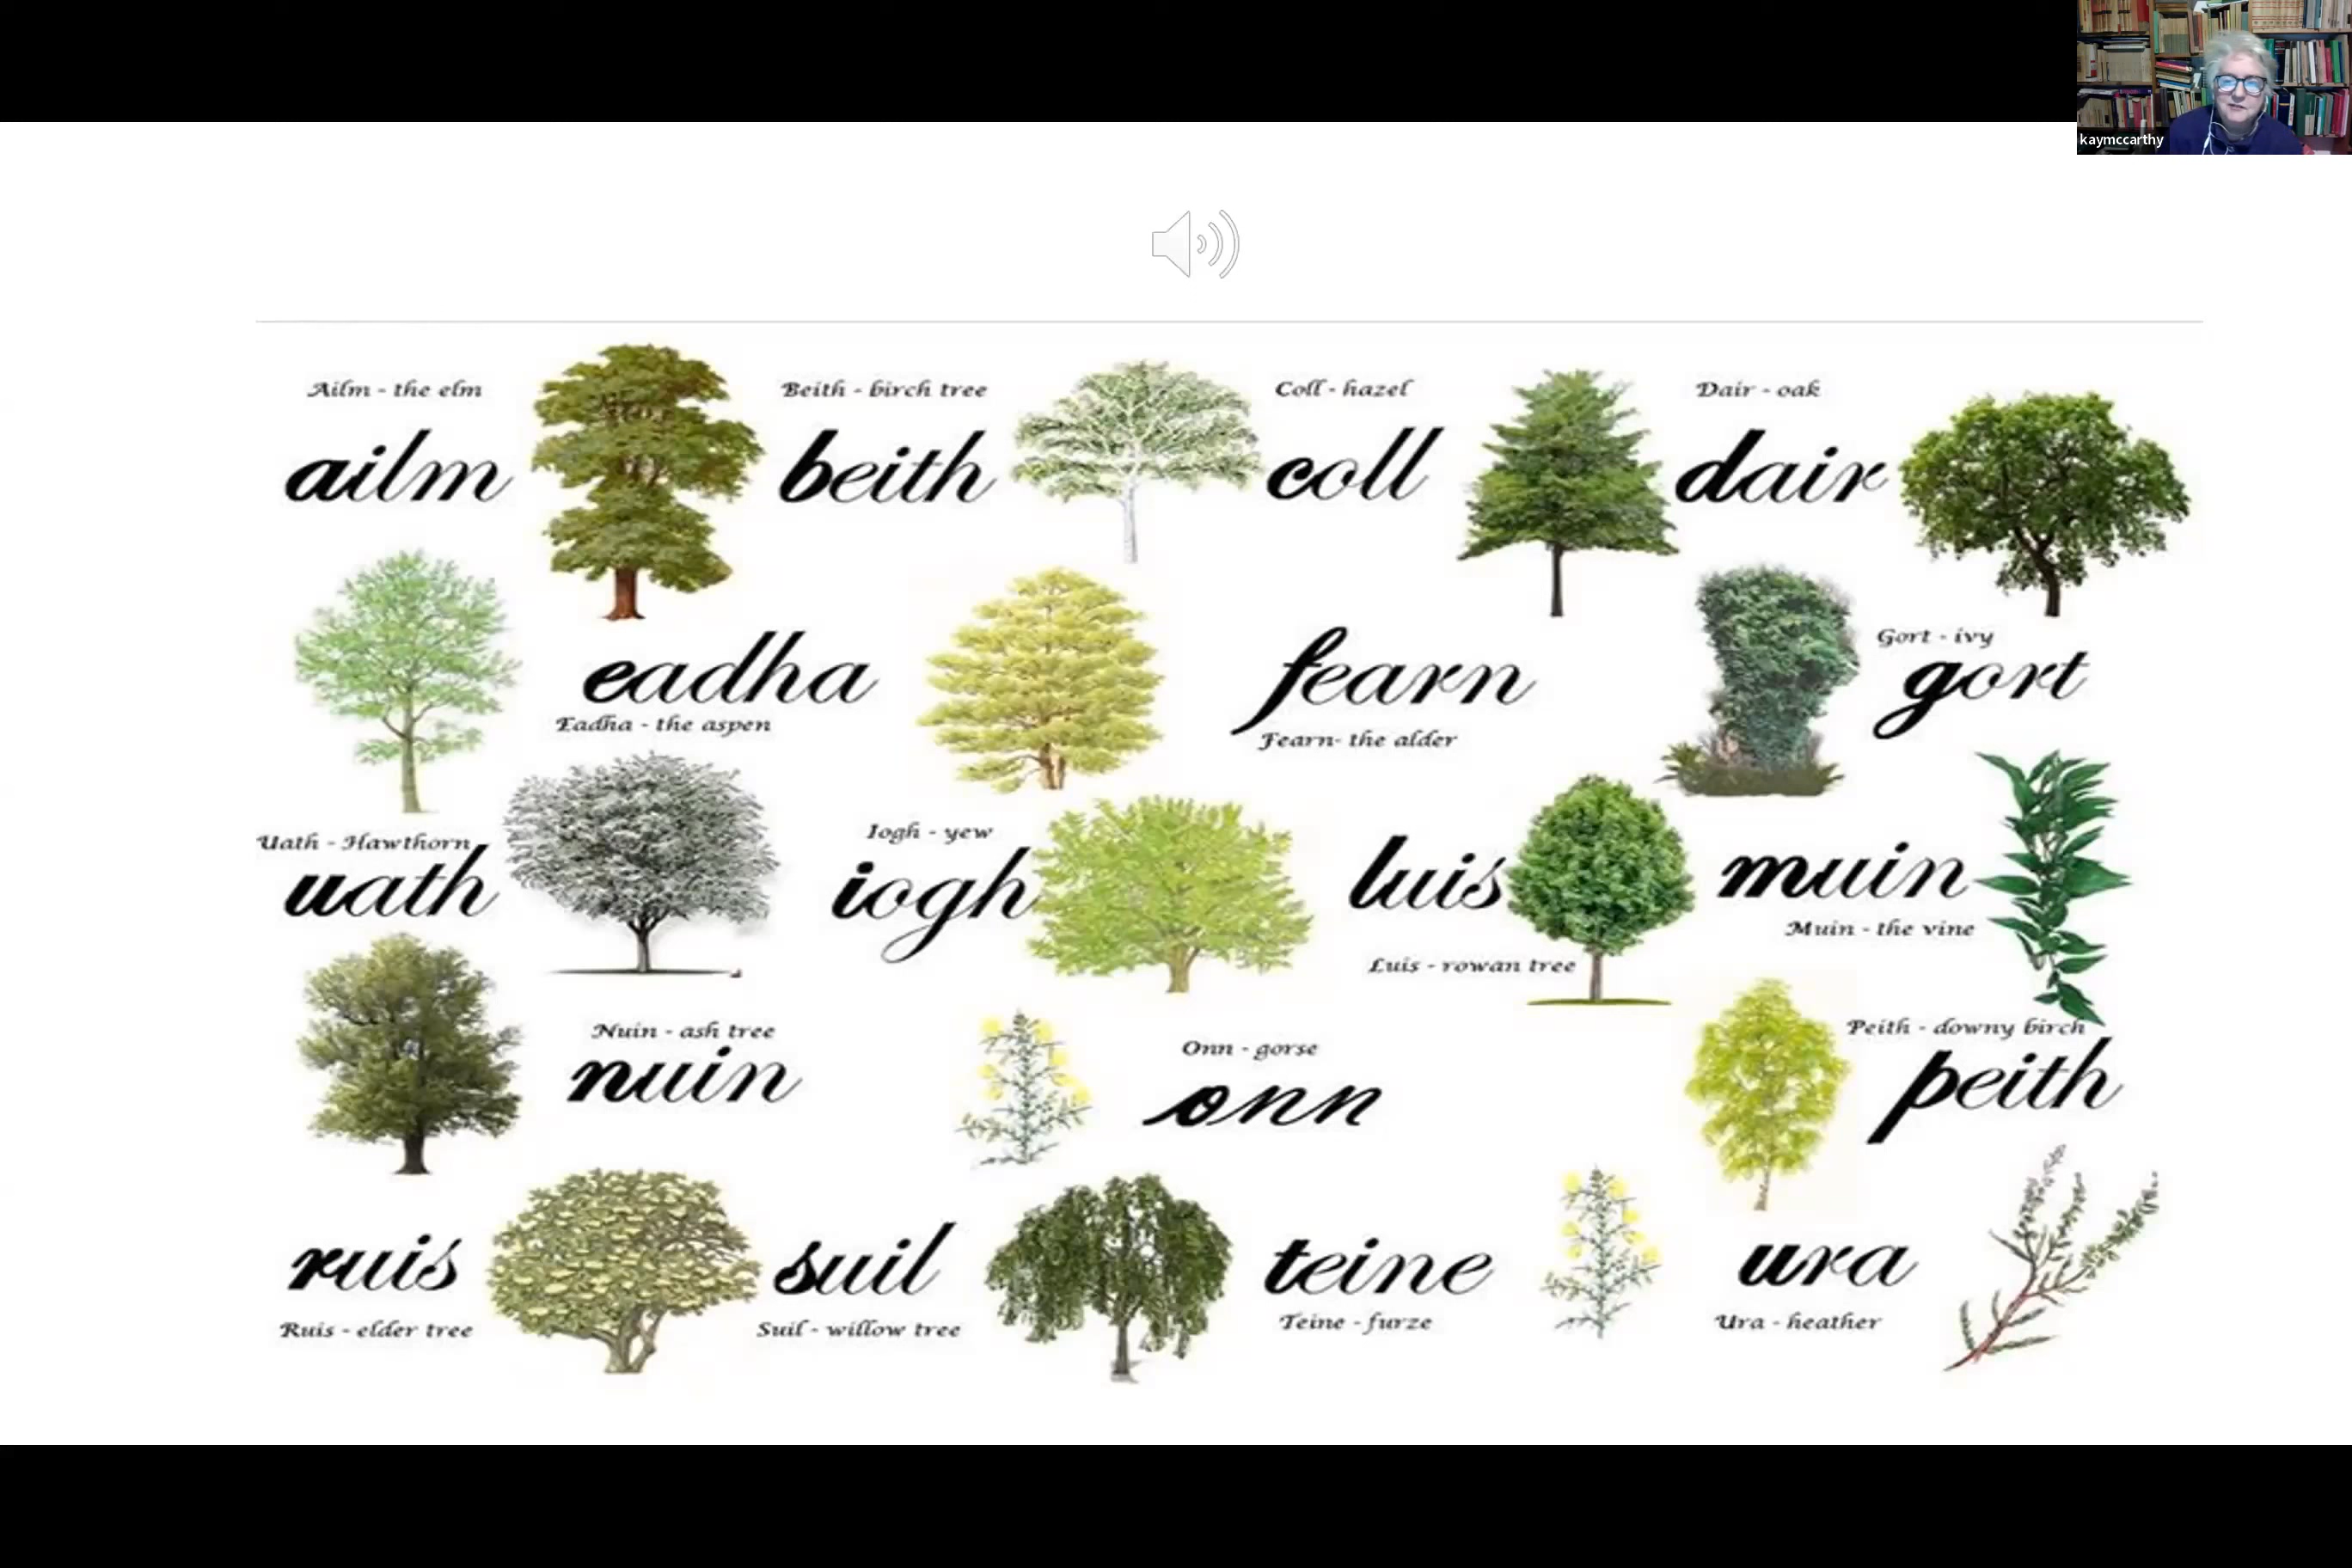 kaymccarthy
Ailm - the elm
ailm
Beith - birch tree
beith
Coll - hazel
coll
Dair - oak
dair
eadha
Eadha - the aspen
fearn
Fearn- the alder
Gort - ivy
gort
Uath - Hawthorn
uath
Iogh - yew
iogh
luis
Luis - rowan tree
muin
Muin - the vine
Nuin - ash tree
nuin
Onn - gorse
onn
Peith - downy birch
peith
ruis
Ruis - elder tree
suil
Suil - willow tree
teine
Teine - furze
ura
Ura - heather